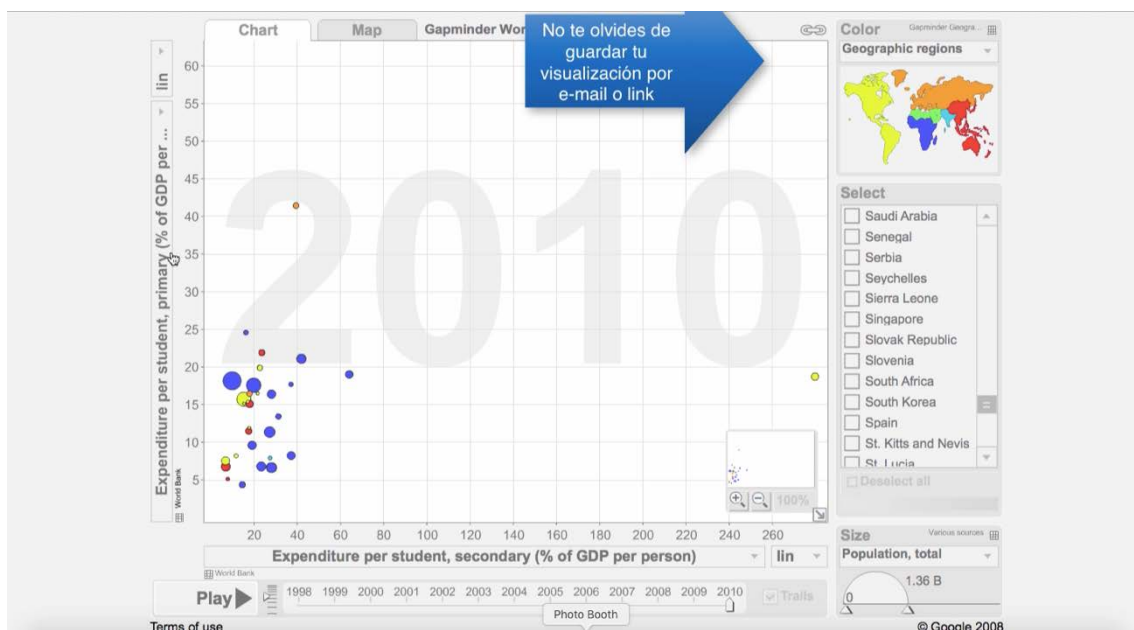 Chart
Map
Gapminder Wor
No te olvides de
guardar tu
visualización por
e-mail o link
Color
Gapminder Geogra...
Geographic regions
lin
Expenditure per student, primary (% of GDP per ...
World Bank
60
55
50
45
40
35
30
25
20
15
10
5
2010
Select
Saudi Arabia
Senegal
Serbia
Seychelles
Sierra Leone
Singapore
Slovak Republic
Slovenia
South Africa
South Korea
Spain
St. Kitts and Nevis
St. Lucia
Deselect all
100%
20 40 60 80 100 120 140 160 180 200 220 240 260
Expenditure per student, secondary (% of GDP per person)
lin
World Bank
Size
Various sources
Population, total
1.36 B
0
Play
1998 1999 2000 2001 2002 2003 2004 2005 2006 2007 2008 2009 2010
Trails
Photo Booth
Terms of use
© Google 2008